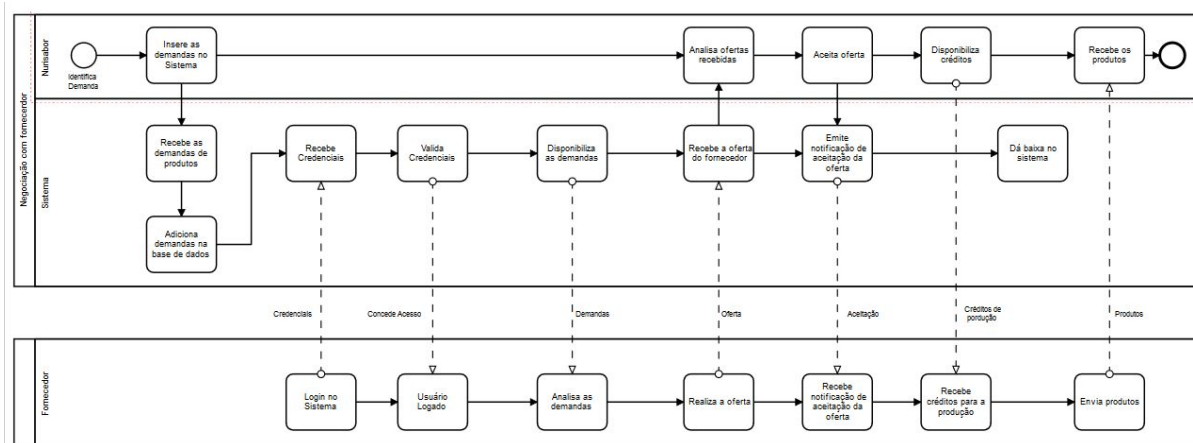 Negociação com fornecerdor
Nutrisabor
Identifica
Demanda
Insere as
demandas no
Sistema
Analisa ofertas
recebidas
Aceita oferta
Disponibiliza
créditos
Recebe os
produtos
Sistema
Recebe as
demandas de
produtos
Recebe
Credenciais
Valida
Credenciais
Disponibiliza
as demandas
Recebe a oferta
do fornecedor
Emite
notificação de
aceitação da
oferta
Dá baixa no
sistema
Adiciona
demandas na
base de dados
Credenciais
Concede Acesso
Demandas
Oferta
Aceitação
Créditos de
pordução
Produtos
Fornecedor
Login no
Sistema
Usuário
Logado
Analisa as
demandas
Realiza a oferta
Recebe
notificação de
aceitação da
oferta
Recebe
créditos para a
produção
Envia produtos